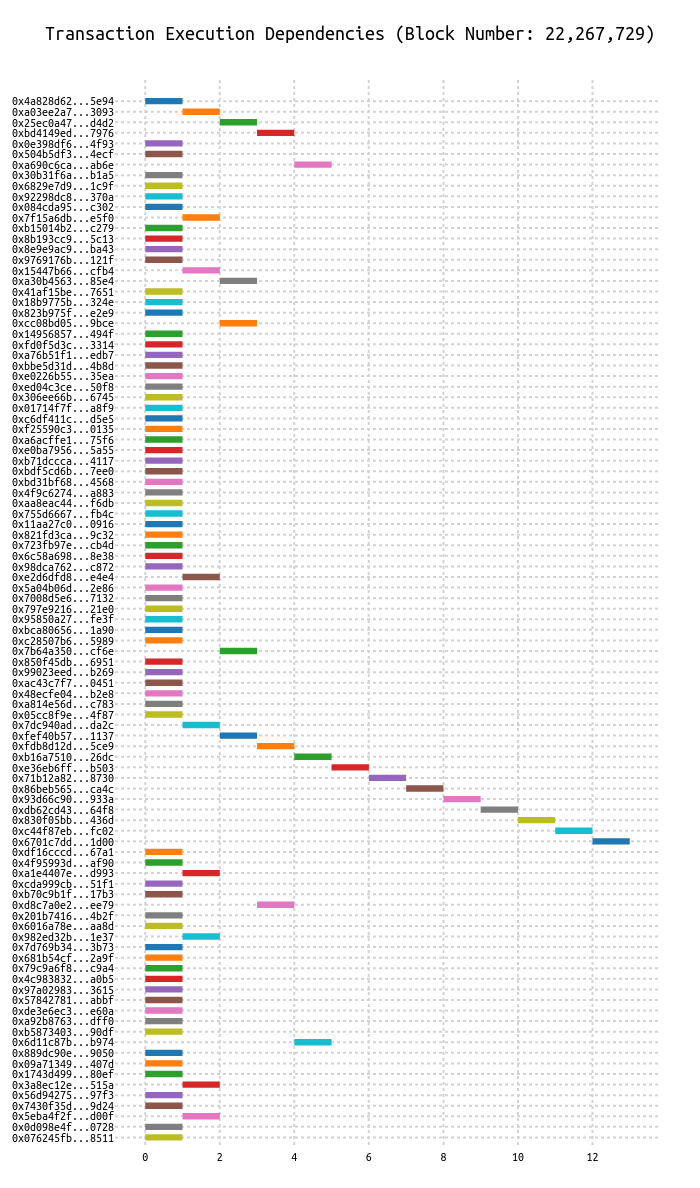 Transaction Execution Dependencies (Block Number: 22,267,729)
0x4a828d62...5e94
0xa03ee2a7...3093
0x25ec0a47...d4d2
0xbd4149ed...7976
0x0e398df6...4f93
0x504b5df3...4ecf
0xa690c6ca...ab6e
0x30b31f6a...b1a5
0x6829e7d9...1c9f
0x92298dc8...370a
0x084cda95...c302
0x7f15a6db...e5f0
0xb15014b2...c279
0x8b193cc9...5c13
0x8e9e9ac9...ba43
0x9769176b...121f
0x15447b66...cfb4
0xa30b4563...85e4
0x41af15be...7651
0x18b9775b...324e
0x823b975f...e2e9
0xcc08bd05...9bce
0x14956857...494f
0xfd0f5d3c...3314
0xa76b51f1...edb7
0xbbe5d31d...4b8d
0xe0226b55...35ea
0xed04c3ce...50f8
0x306ee66b...6745
0x01714f7f...a8f9
0xc6df411c...d5e5
0xf25590c3...0135
0xa6acffe1...75f6
0xe0ba7956...5a55
0xb71dccca...4117
0xbdf5cd6b...7ee0
0xbd31bf68...4568
0x4f9c6274...a883
0xaa8eac44...f6db
0x755d6667...fb4c
0x11aa27c0...0916
0x821fd3ca...9c32
0x723fb97e...cb4d
0x6c58a698...8e38
0x98dca762...c872
0xe2d6dfd8...e4e4
0x5a04b06d...2e86
0x7008d5e6...7132
0x797e9216...21e0
0x95850a27...fe3f
0xbca80656...1a90
0xc28507b6...5989
0x7b64a350...cf6e
0x850f45db...6951
0x99023eed...b269
0xac43c7f7...0451
0x48ecfe04...b2e8
0xa814e56d...c783
0x05cc8f9e...4f87
0x7dc940ad...da2c
0xfef40b57...1137
0xfdb8d12d...5ce9
0xb16a7510...26dc
0xe36eb6ff...b503
0x71b12a82...8730
0x86beb565...ca4c
0x93d66c90...933a
0xdb62cd43...64f8
0x830f05bb...436d
0xc44f87eb...fc02
0x6701c7dd...1d00
0xdf16cccd...67a1
0x4f95993d...af90
0xa1e4407e...d993
0xcda999cb...51f1
0xb70c9b1f...17b3
0xd8c7a0e2...ee79
0x201b7416...4b2f
0x6016a78e...aa8d
0x982ed32b...1e37
0x7d769b34...3b73
0x681b54cf...2a9f
0x79c9a6f8...c9a4
0x4c983832...a0b5
0x97a02983...3615
0x57842781...abbf
0xde3e6ec3...e60a
0xa92b8763...dff0
0xb5873403...90df
0x6d11c87b...b974
0x889dc90e...9050
0x09a71349...407d
0x1743d499...80ef
0x3a8ec12e...515a
0x56d94275...97f3
0x7430f35d...9d24
0x5eba4f2f...d00f
0x0d098e4f...0728
0x076245fb...8511
0 2 4 6 8 10 12